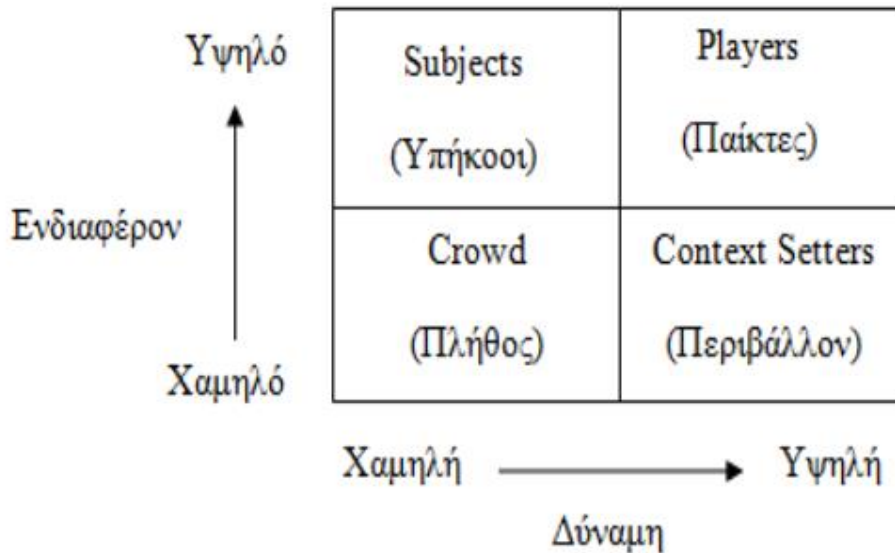 Υψηλό
Subjects
(Υπήκοοι)
Players
(Παίκτες)
Ενδιαφέρον
Crowd
(Πλήθος)
Context Setters
(Περιβάλλον)
Χαμηλό
Χαμηλή
Υψηλή
Δύναμη